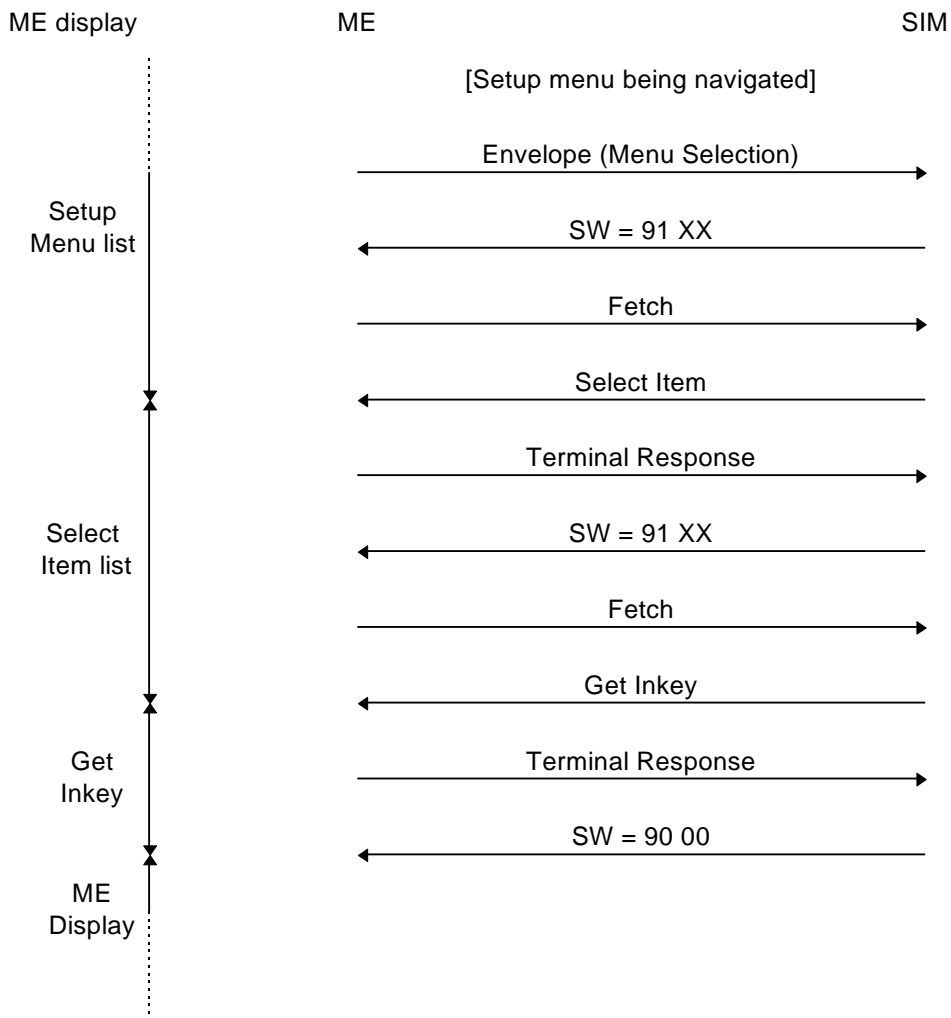 ME display ME SIM
[Setup menu being navigated]
Envelope (Menu Selection)
Setup
Menu list
SW = 91 XX
Fetch
Select Item
Terminal Response
Select
Item list
SW = 91 XX
Fetch
Get Inkey
Get
Inkey
Terminal Response
SW = 90 00
ME
Display